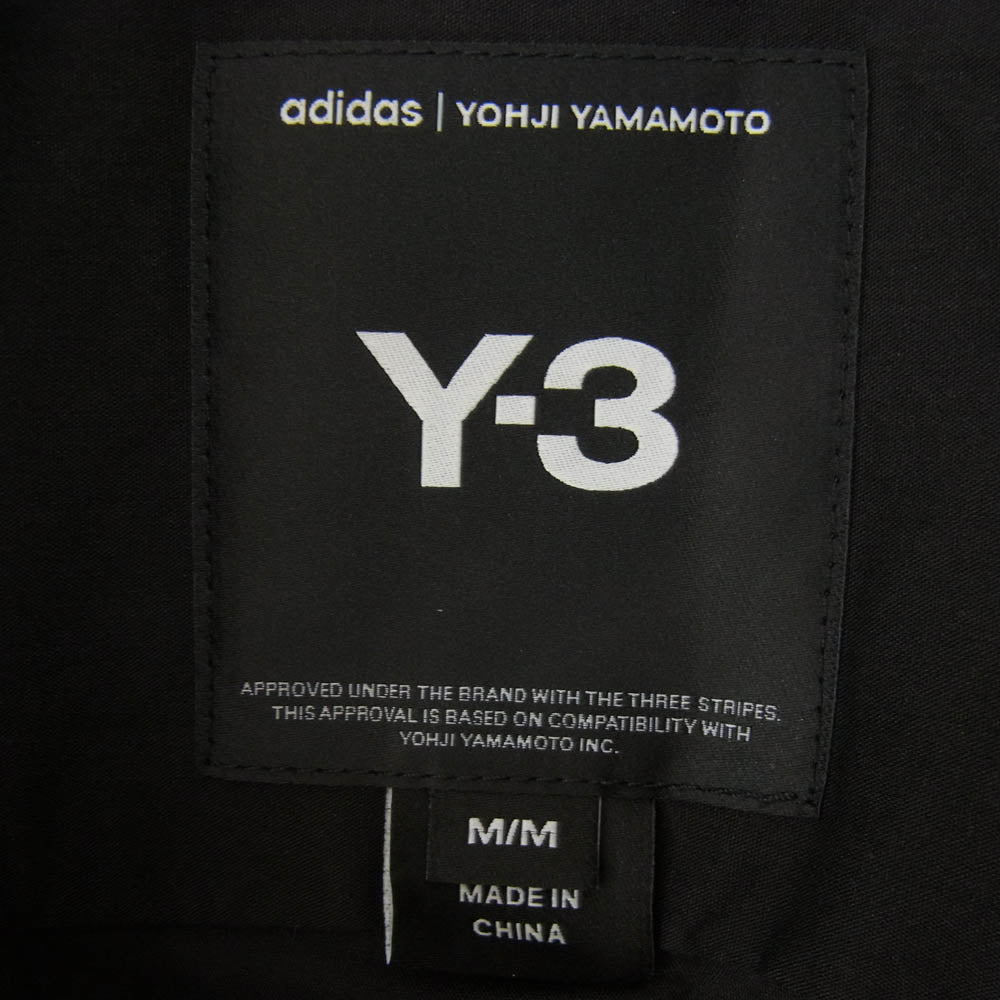 adidas | YOHJI YAMAMOTO
Y-3
APPROVED UNDER THE BRAND WITH THE THREE STRIPES.
THIS APPROVAL IS BASED ON COMPATIBILITY WITH
YOHJI YAMAMOTO INC.
M/M
MADE IN
CHINA